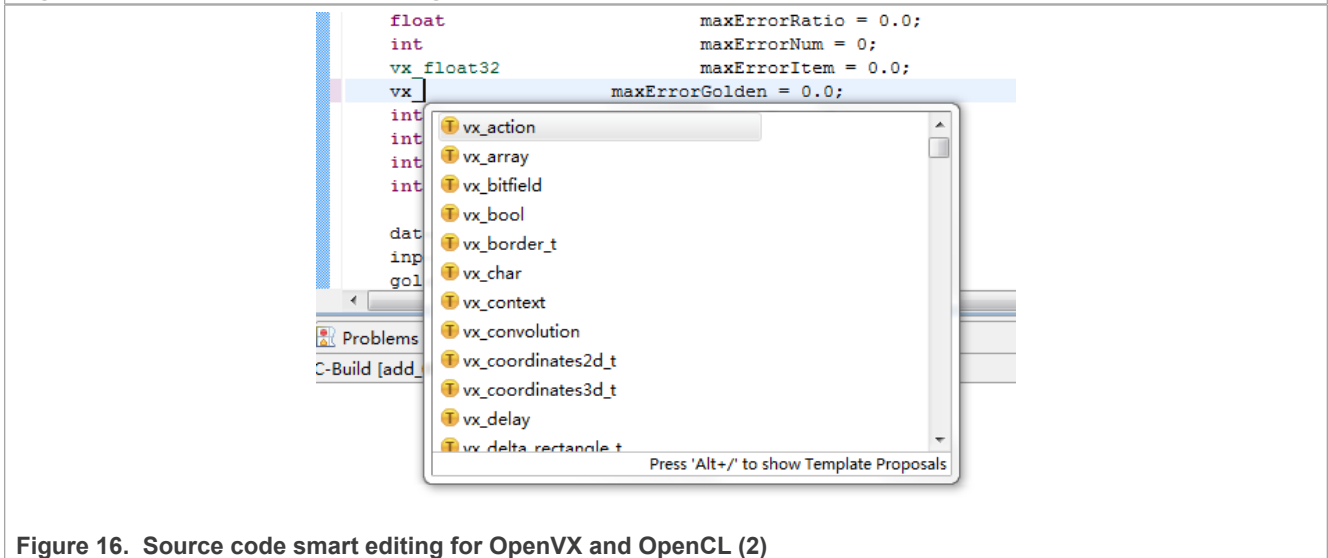 float maxErrorRatio = 0.0;
int maxErrorNum = 0;
vx_float32 maxErrorItem = 0.0;
vx_ maxErrorGolden = 0.0;
int
int
int
int
dat
inp
gol
vx_action
vx_array
vx_bitfield
vx_bool
vx_border_t
vx_char
vx_context
vx_convolution
vx_coordinates2d_t
vx_coordinates3d_t
vx_delay
vx_delta_rectangle_t
Press 'Alt+/' to show Template Proposals
Problems
C-Build [add_
Figure 16. Source code smart editing for OpenVX and OpenCL (2)